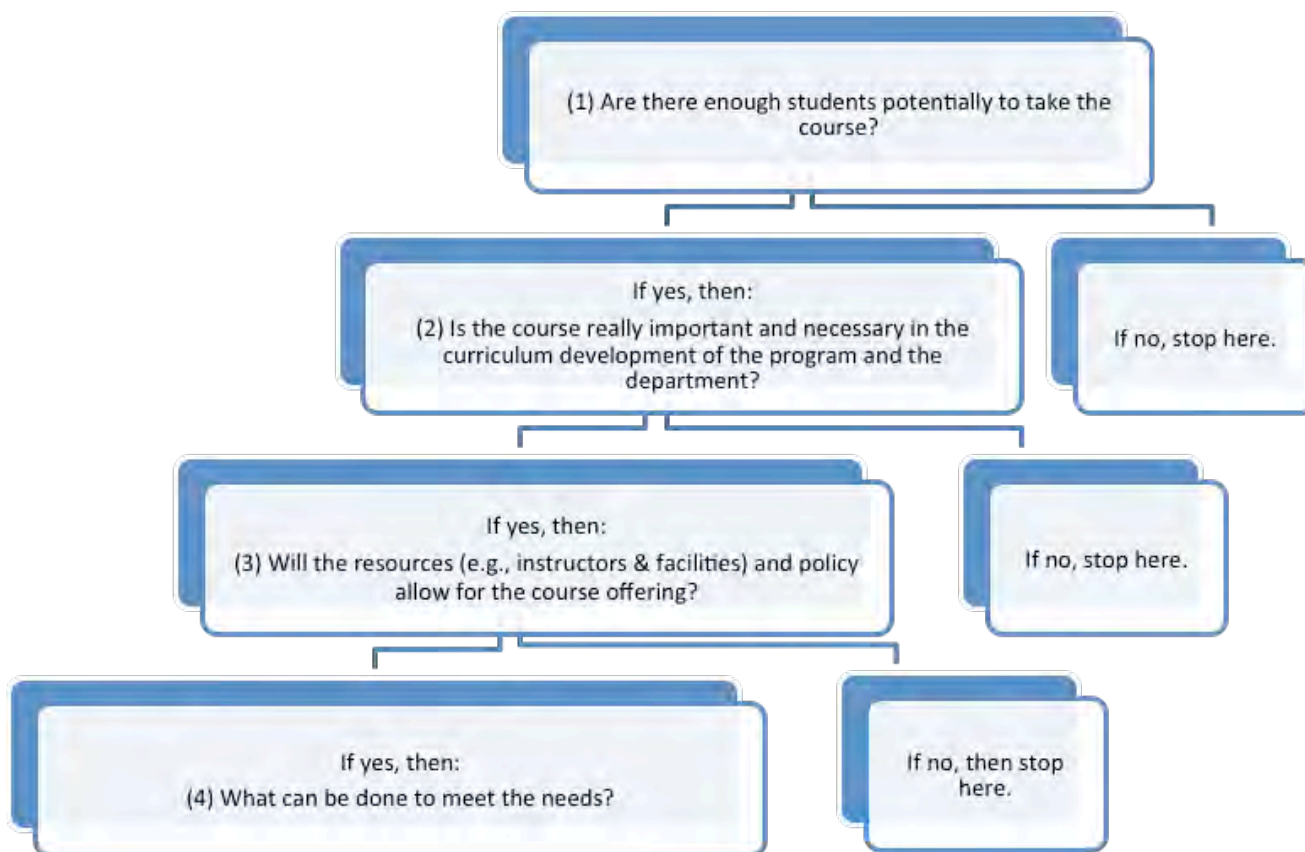 (1) Are there enough students potentially to take the
course?
If yes, then:
(2) Is the course really important and necessary in the
curriculum development of the program and the
department?
If no, stop here.
If yes, then:
(3) Will the resources (e.g., instructors & facilities) and policy
allow for the course offering?
If no, stop here.
If yes, then:
(4) What can be done to meet the needs?
If no, then stop
here.